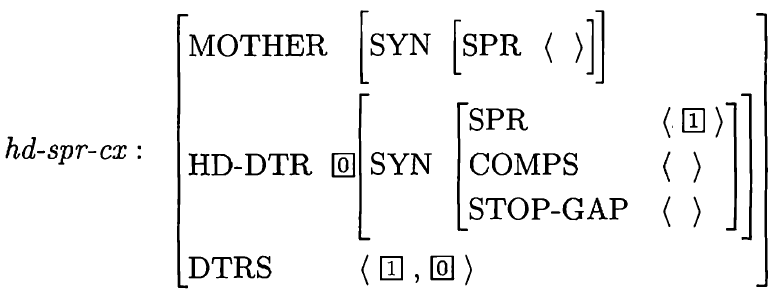 MOTHER [SYN [SPR ⟨ ⟩]]
hd-spr-cx :
HD-DTR 0 [SYN [SPR ⟨ 1 ⟩
COMPS ⟨ ⟩
STOP-GAP ⟨ ⟩]]
DTRS ⟨ 1 , 0 ⟩